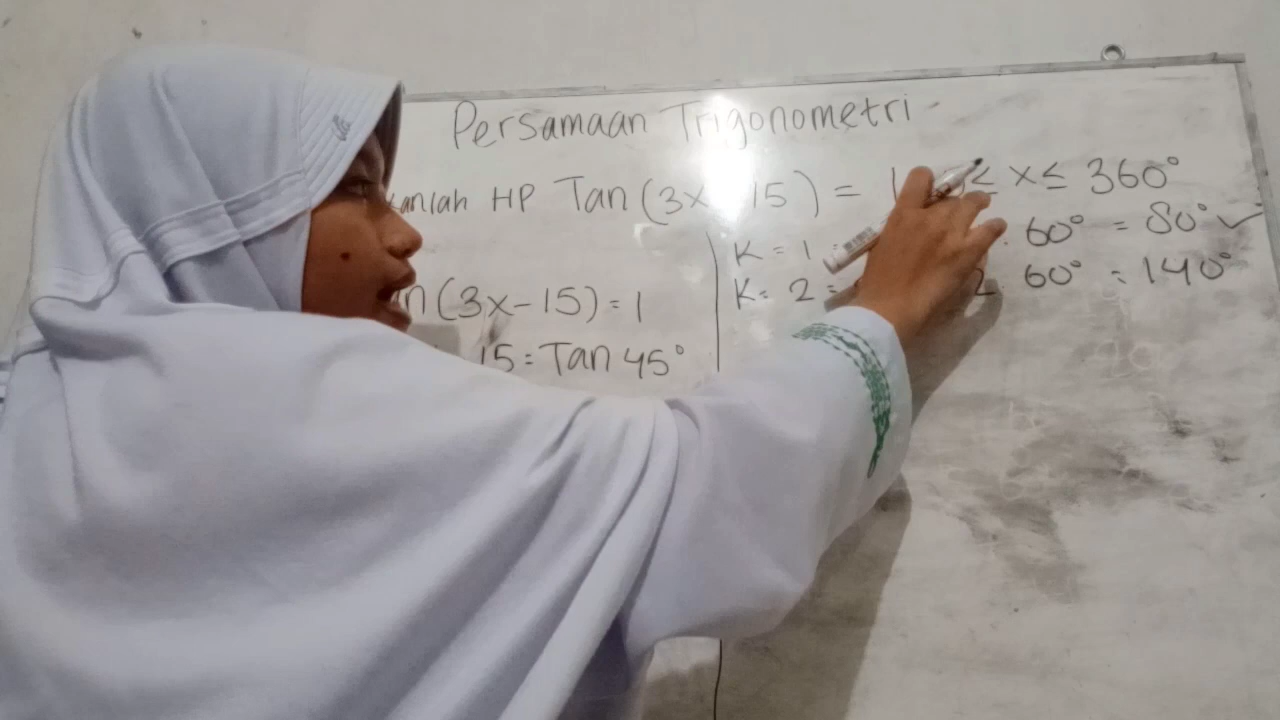 Persamaan Trigonometri
HP Tan (3x 15) = 1 ≤ x ≤ 360°
(3x-15) = 1
15 = Tan 45°
K = 1 = . 60° = 80° ✓
K = 2 = 2 60° = 140°